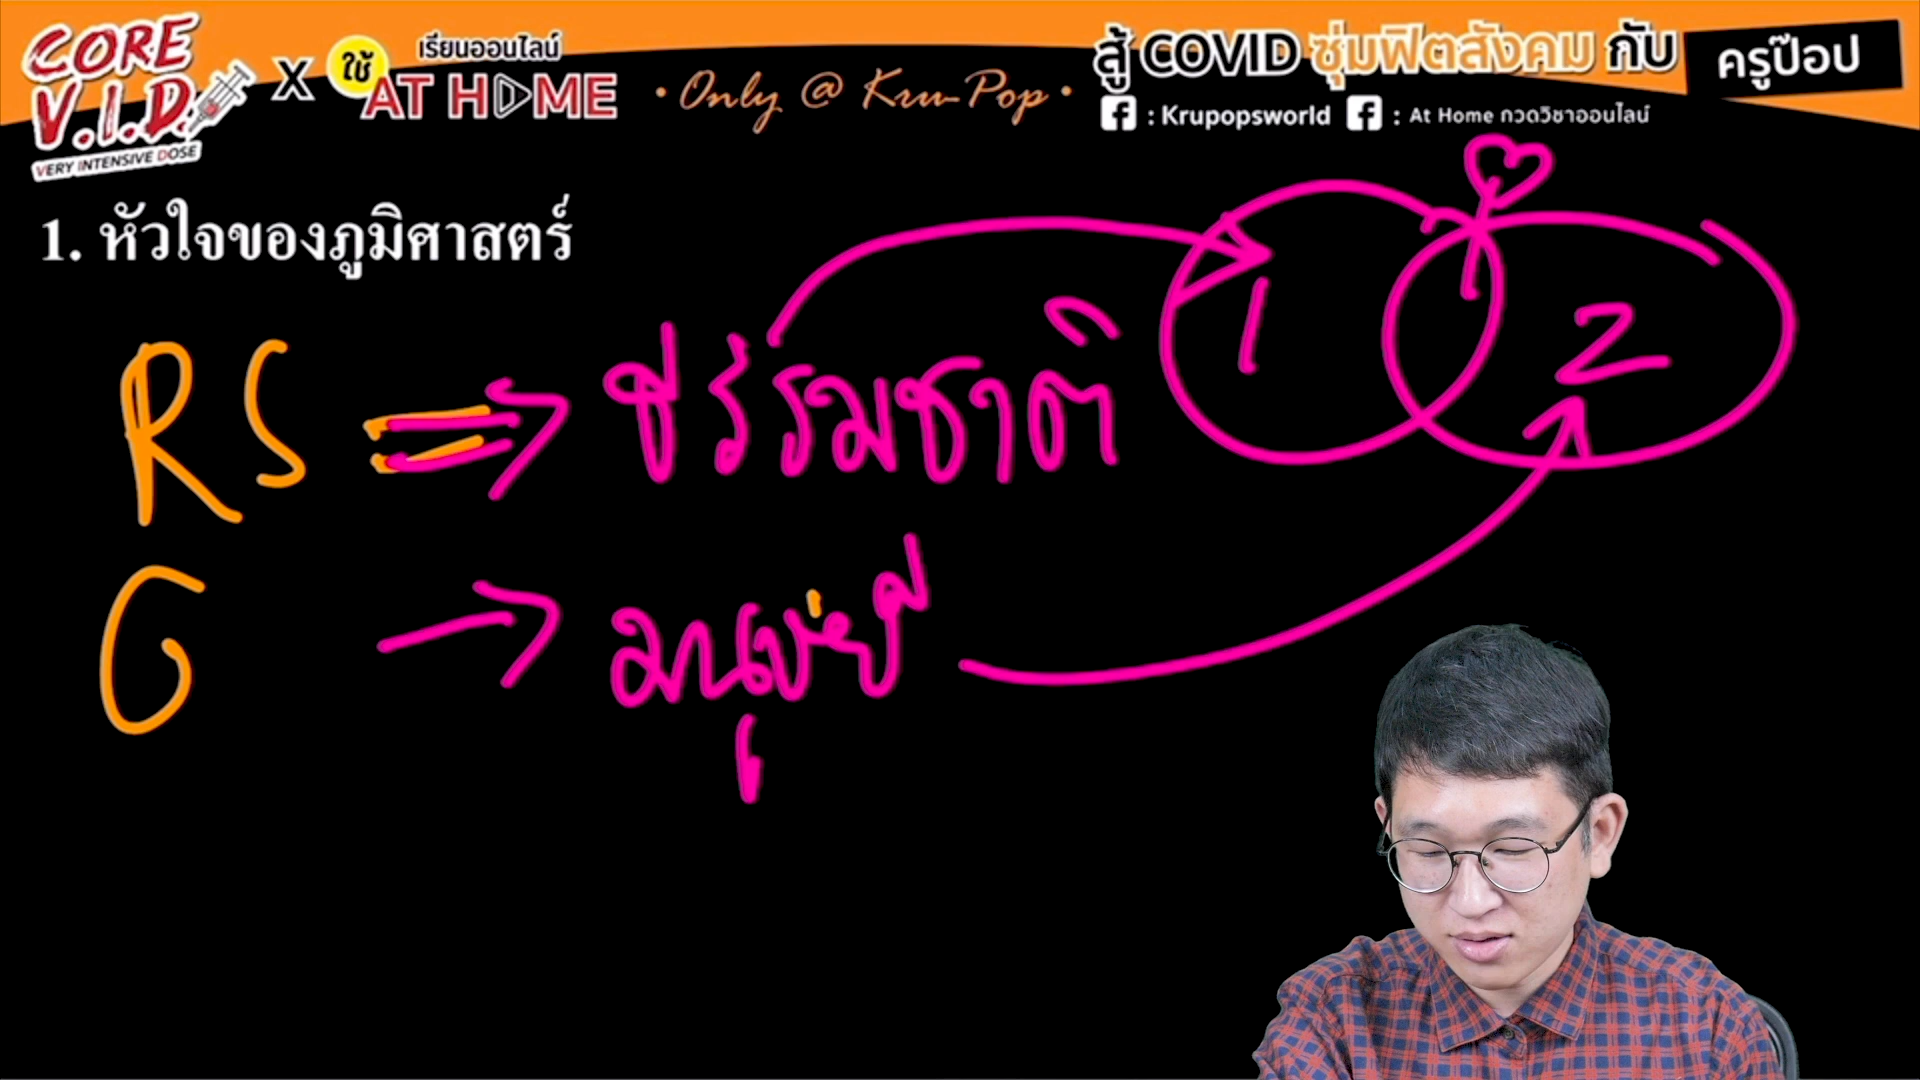 CORE
V.I.D.
VERY INTENSIVE DOSE
X
ใช้
เรียนออนไลน์
AT HOME
• Only @ Kru-Pop •
สู้ COVID ซุ่มฟิตสังคม กับ ครูป๊อป
f : Krupopsworld f : At Home กวดวิชาออนไลน์
1. หัวใจของภูมิศาสตร์
RS ⇒ ธรรมชาติ 1 2
G → มนุษย์